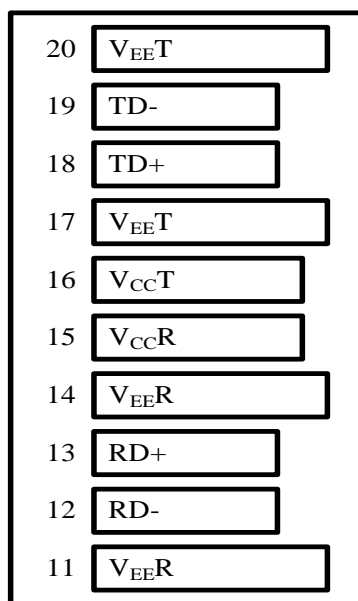 20 VEET
19 TD-
18 TD+
17 VEET
16 VCCT
15 VCCR
14 VEER
13 RD+
12 RD-
11 VEER